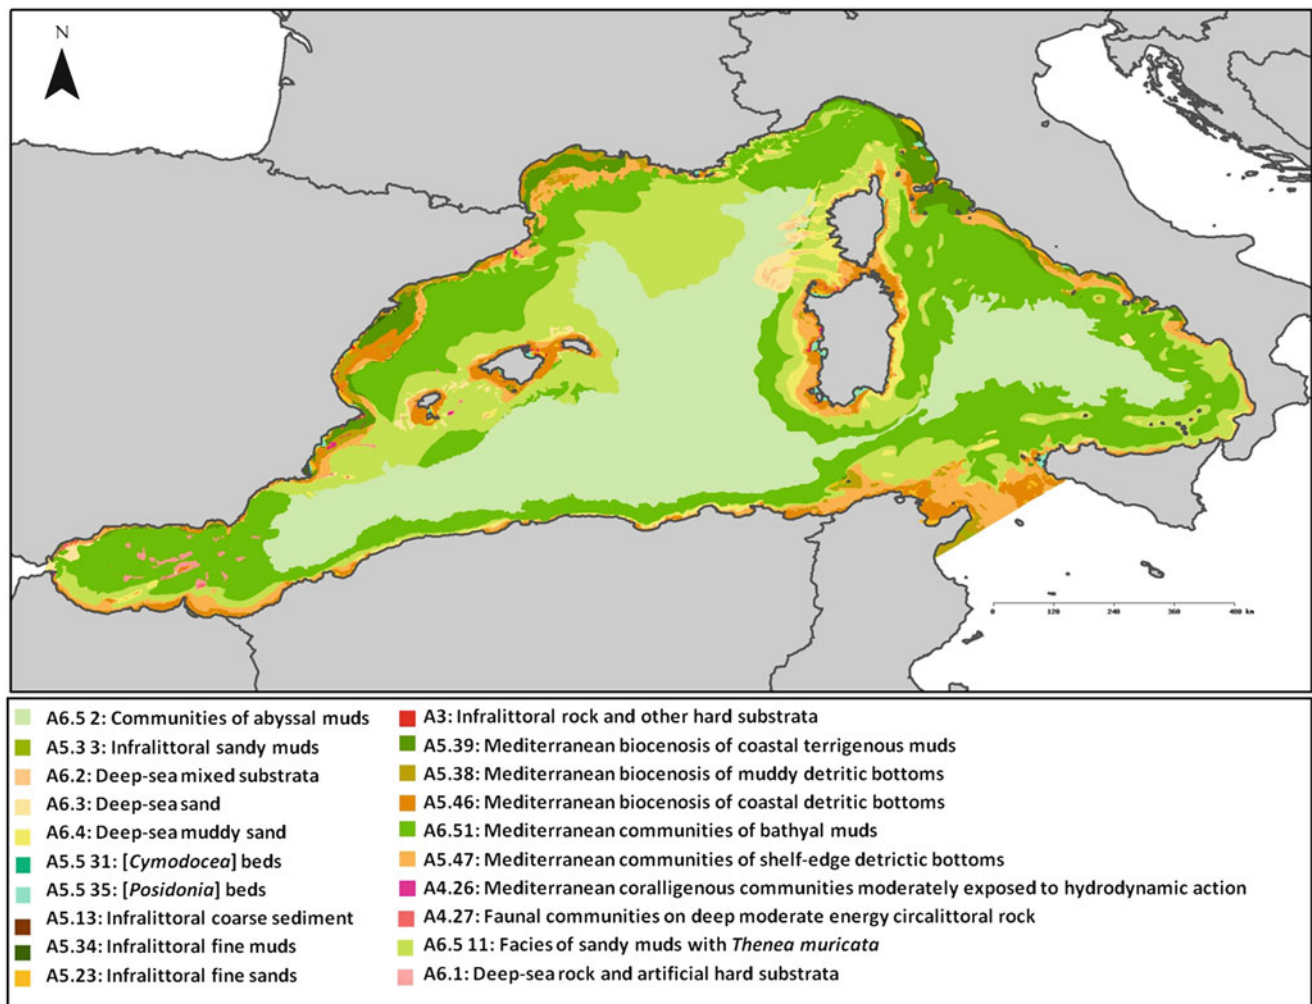 N
0 120 240 360 400 km
A6.5 2: Communities of abyssal muds
A5.3 3: Infralittoral sandy muds
A6.2: Deep-sea mixed substrata
A6.3: Deep-sea sand
A6.4: Deep-sea muddy sand
A5.5 31: [Cymodocea] beds
A5.5 35: [Posidonia] beds
A5.13: Infralittoral coarse sediment
A5.34: Infralittoral fine muds
A5.23: Infralittoral fine sands
A3: Infralittoral rock and other hard substrata
A5.39: Mediterranean biocenosis of coastal terrigenous muds
A5.38: Mediterranean biocenosis of muddy detritic bottoms
A5.46: Mediterranean biocenosis of coastal detritic bottoms
A6.51: Mediterranean communities of bathyal muds
A5.47: Mediterranean communities of shelf-edge detrictic bottoms
A4.26: Mediterranean coralligenous communities moderately exposed to hydrodynamic action
A4.27: Faunal communities on deep moderate energy circalittoral rock
A6.5 11: Facies of sandy muds with Thenea muricata
A6.1: Deep-sea rock and artificial hard substrata